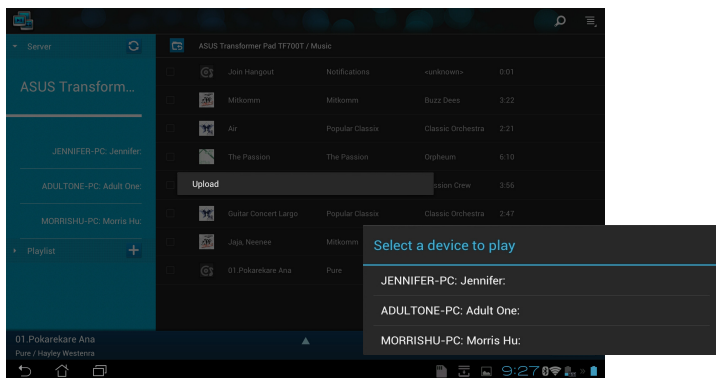 Server
ASUS Transform...
JENNIFER-PC: Jennifer:
ADULTONE-PC: Adult One:
MORRISHU-PC: Morris Hu:
Playlist
ASUS Transformer Pad TF700T / Music
Join Hangout Notifications <unknown> 0:01
Mitkomm Mitkomm Buzz Dees 3:22
Air Popular Classix Classic Orchestra 2:21
The Passion The Passion Orpheum 6:10
Upload
ssion Crew 3:56
Guitar Concert Largo Popular Classix Classic Orchestra 2:47
Jaja, Neenee Mitkomm
01.Pokarekare Ana Pure
Select a device to play
JENNIFER-PC: Jennifer:
ADULTONE-PC: Adult One:
MORRISHU-PC: Morris Hu:
01.Pokarekare Ana
Pure / Hayley Westenra
9:27